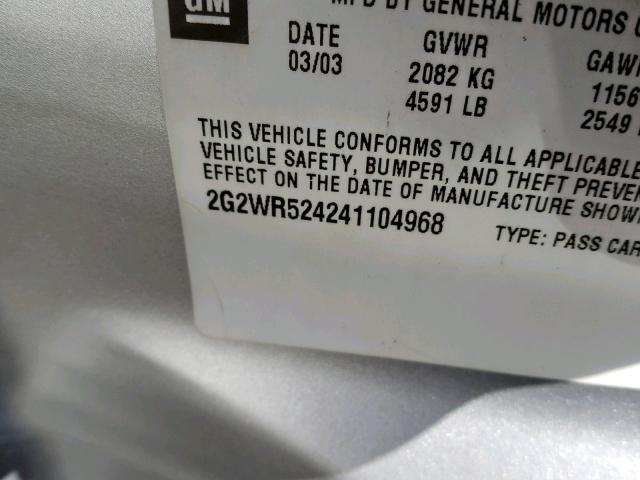 GM
MFD BY GENERAL MOTORS
DATE GVWR
03/03 2082 KG 1156
4591 LB 2549
THIS VEHICLE CONFORMS TO ALL APPLICABLE
VEHICLE SAFETY, BUMPER, AND THEFT PREVEN
EFFECT ON THE DATE OF MANUFACTURE SHOW
2G2WR524241104968 TYPE: PASS CAR